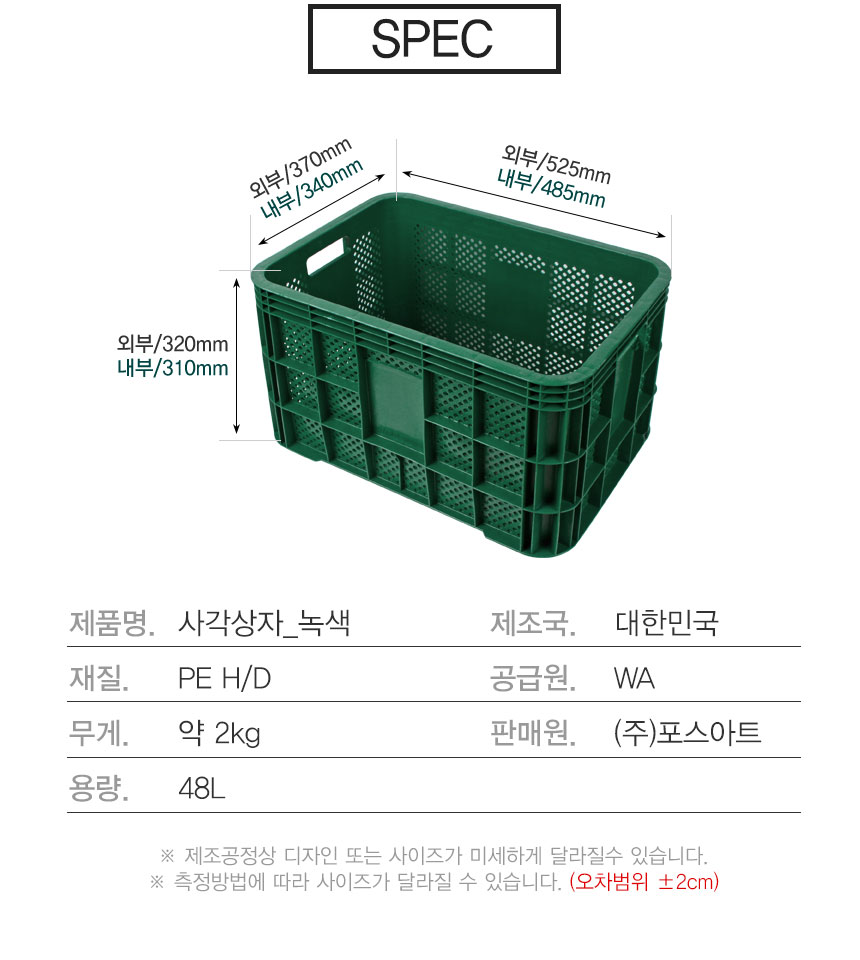 SPEC
외부/370mm
내부/340mm
외부/525mm
내부/485mm
외부/320mm
내부/310mm
제품명. 사각상자_녹색 제조국. 대한민국
재질. PE H/D 공급원. WA
무게. 약 2kg 판매원. (주)포스아트
용량. 48L
※ 제조공정상 디자인 또는 사이즈가 미세하게 달라질수 있습니다.
※ 측정방법에 따라 사이즈가 달라질 수 있습니다. (오차범위 ±2cm)